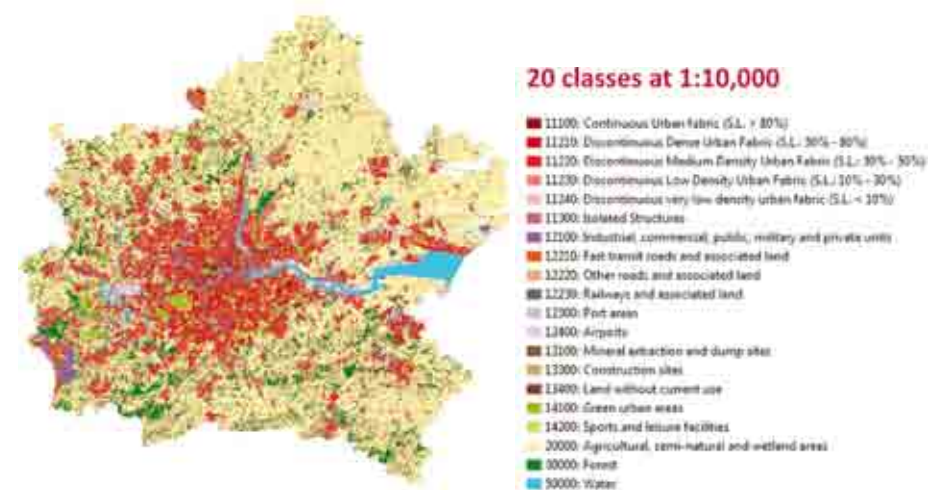 20 classes at 1:10,000
11100: Continuous Urban fabric (S.L. > 80%)
11210: Discontinuous Dense Urban Fabric (S.L.: 50% - 80%)
11220: Discontinuous Medium Density Urban Fabric (S.L.: 30% - 50%)
11230: Discontinuous Low Density Urban Fabric (S.L.: 10% - 30%)
11240: Discontinuous very low density urban fabric (S.L. < 10%)
11300: Isolated Structures
12100: Industrial, commercial, public, military and private units
12210: Fast transit roads and associated land
12220: Other roads and associated land
12230: Railways and associated land
12300: Port areas
12400: Airports
13100: Mineral extraction and dump sites
13300: Construction sites
13400: Land without current use
14100: Green urban areas
14200: Sports and leisure facilities
20000: Agricultural, semi-natural and wetland areas
30000: Forest
50000: Water